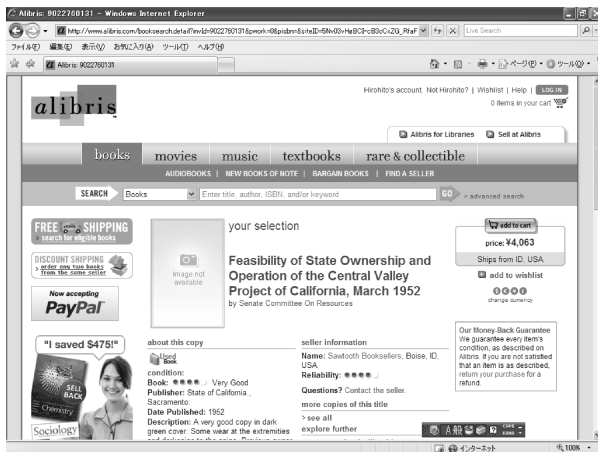 Alibris: 9022760131 - Windows Internet Explorer
Live Search
ファイル(F) 編集(E) 表示(V) お気に入り(A) ツール(T) ヘルプ(H)
Alibris: 9022760131
ページ(P) ツール(O)
alibris
Hirohito's account. Not Hirohito? | Wishlist | Help | LOG IN
0 items in your cart
Alibris for Libraries Sell at Alibris
books movies music textbooks rare & collectible
AUDIOBOOKS | NEW BOOKS OF NOTE | BARGAIN BOOKS | FIND A SELLER
SEARCH Books Enter title, author, ISBN, and/or keyword GO > advanced search
FREE SHIPPING
> search for eligible books
DISCOUNT SHIPPING
> order any two books
from the same seller
Now accepting
PayPal
"I saved $475!"
SELL
BACK
Chemistry
Sociology
image not
available
your selection
Feasibility of State Ownership and
Operation of the Central Valley
Project of California, March 1952
by Senate Committee On Resources
add to cart
price: ¥4,063
Ships from ID, USA
add to wishlist
change currency
about this copy
Used
Book
condition:
Book: Very Good
Publisher: State of California.,
Sacramento:
Date Published: 1952
Description: A very good copy in dark
green cover. Some wear at the extremities
seller information
Name: Sawtooth Booksellers, Boise, ID,
USA
Reliability:
Questions? Contact the seller.
more copies of this title
> see all
explore further
Our Money-Back Guarantee
We guarantee every item's
condition, as described on
Alibris. If you are not satisfied
that an item is as described,
return your purchase for a
refund.
A 般
CAPS
KANA
インターネット
100%